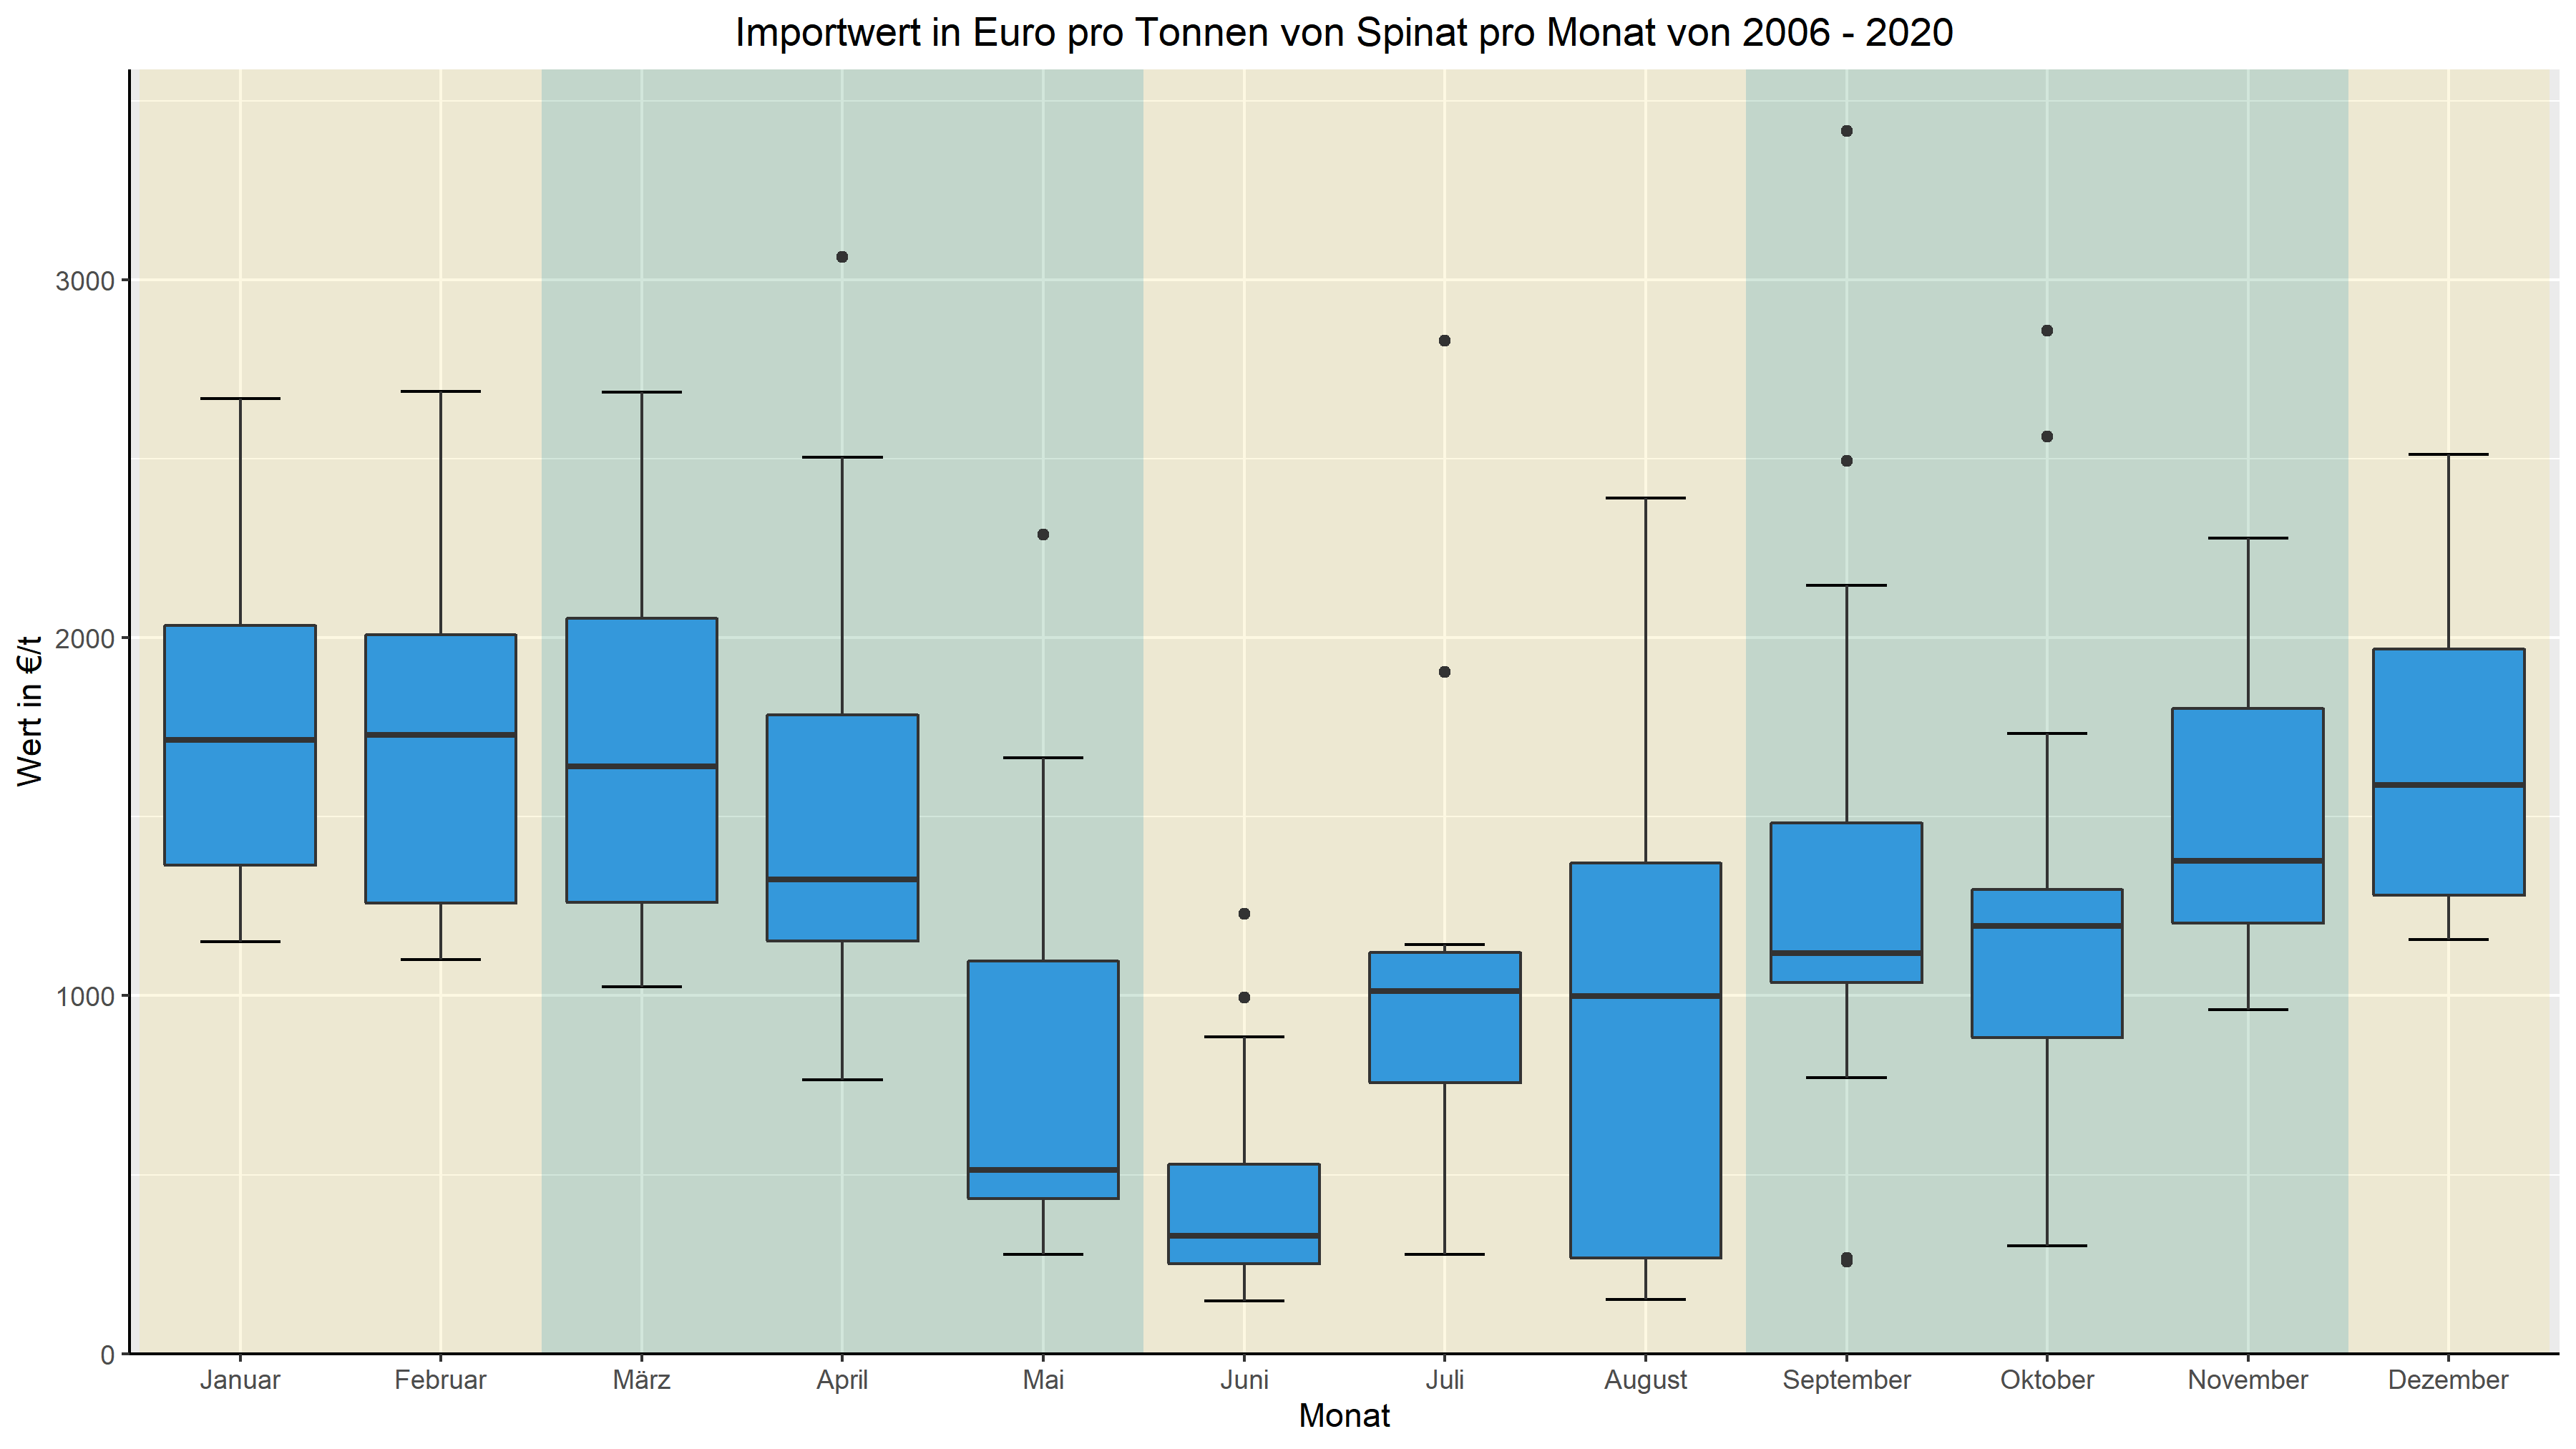 Importwert in Euro pro Tonnen von Spinat pro Monat von 2006 - 2020
Wert in €/t
3000
2000
1000
0
Januar Februar März April Mai Juni Juli August September Oktober November Dezember
Monat